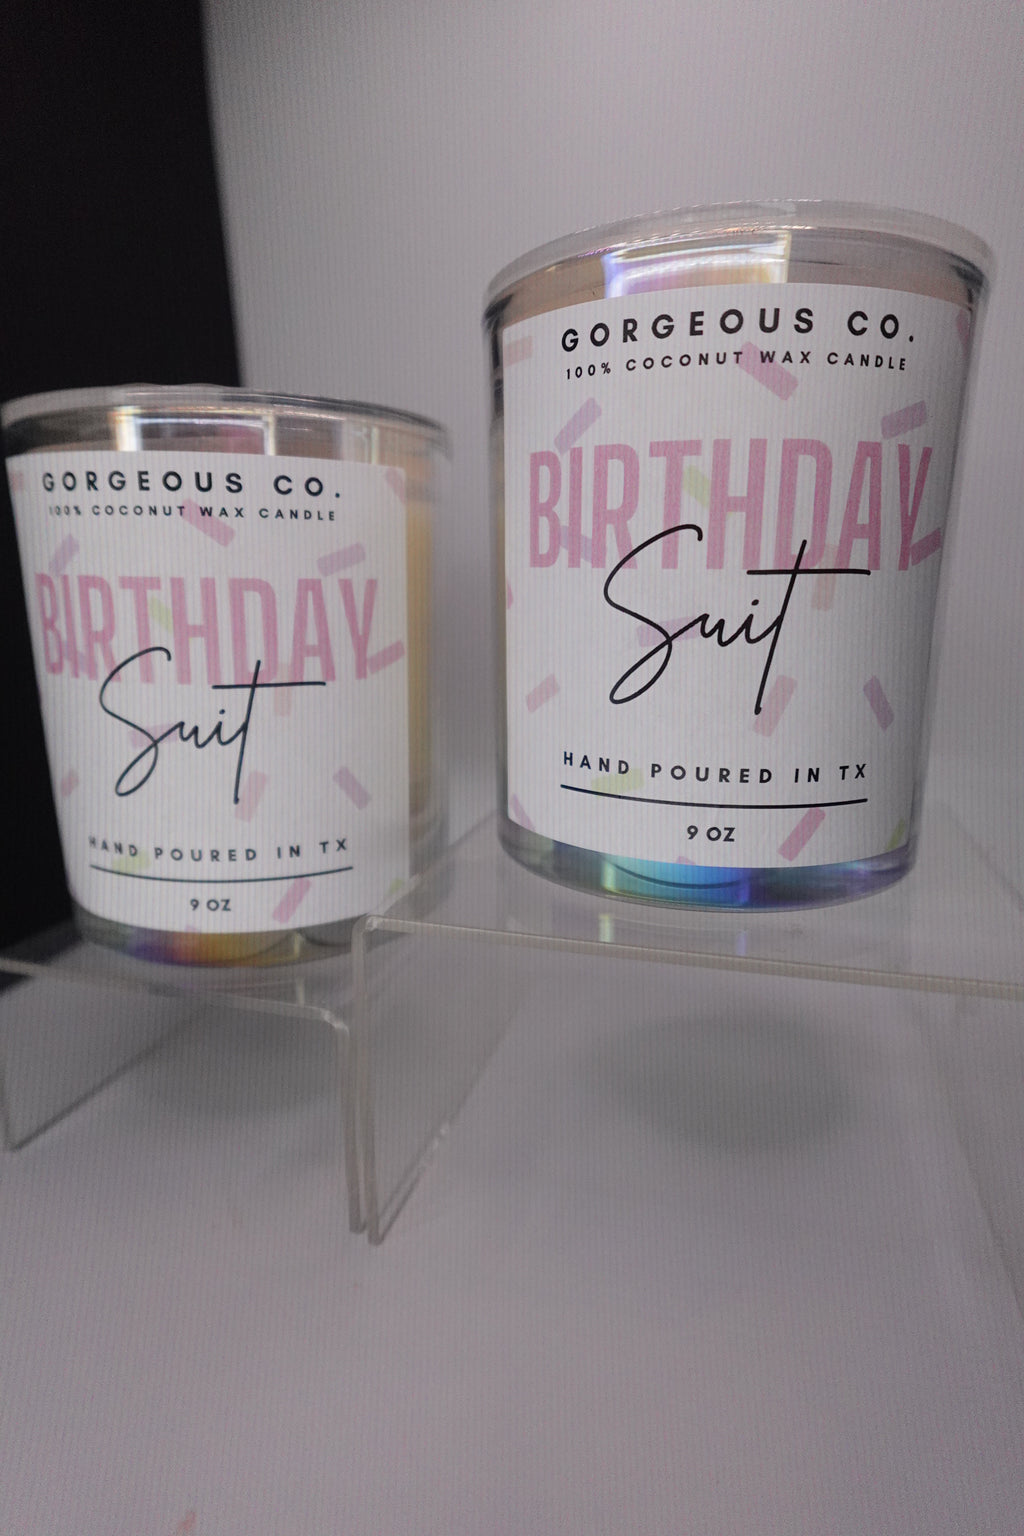 GORGEOUS CO.
100% COCONUT WAX CANDLE
BIRTHDAY
Suit
HAND POURED IN TX
9 OZ
GORGEOUS CO.
100% COCONUT WAX CANDLE
BIRTHDAY
Suit
HAND POURED IN TX
9 OZ